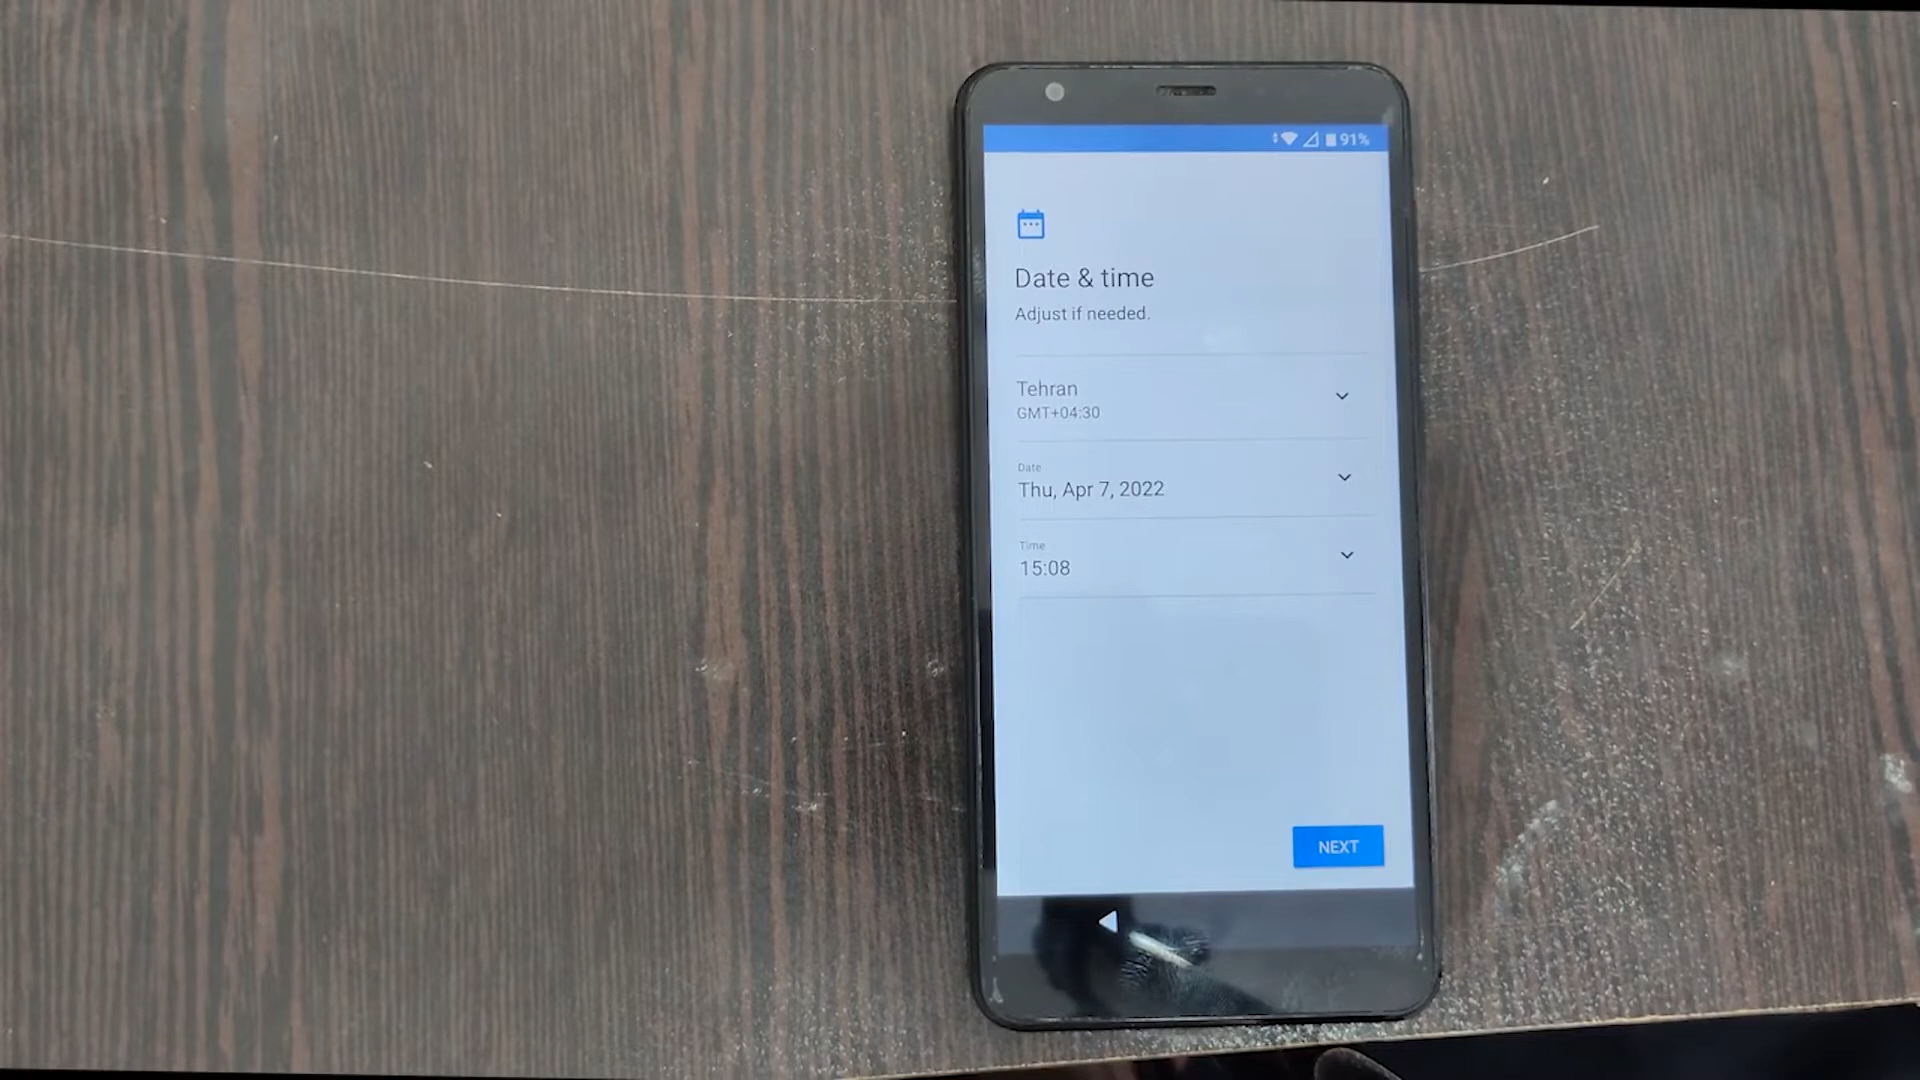 91%
Date & time
Adjust if needed.
Tehran
GMT+04:30
Date
Thu, Apr 7, 2022
Time
15:08
NEXT